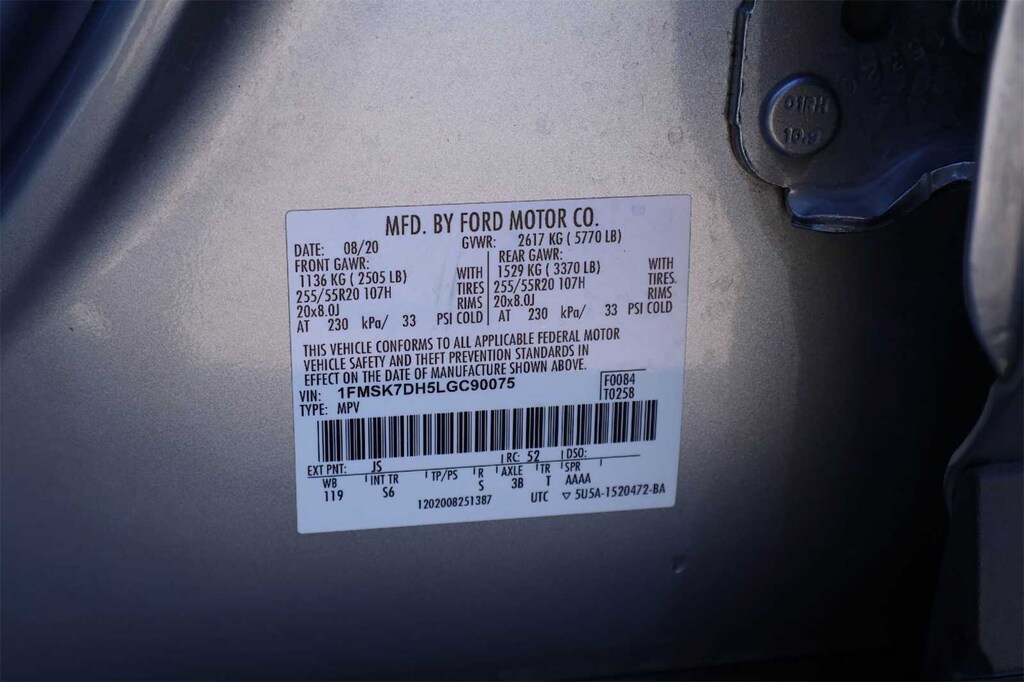 MFD. BY FORD MOTOR CO.
DATE: 08/20 GVWR: 2617 KG ( 5770 LB)
FRONT GAWR: REAR GAWR:
1136 KG ( 2505 LB) WITH 1529 KG ( 3370 LB) WITH
255/55R20 107H TIRES 255/55R20 107H TIRES
20x8.0J RIMS 20x8.0J RIMS
AT 230 kPa/ 33 PSI COLD AT 230 kPa/ 33 PSI COLD
THIS VEHICLE CONFORMS TO ALL APPLICABLE FEDERAL MOTOR
VEHICLE SAFETY AND THEFT PREVENTION STANDARDS IN
EFFECT ON THE DATE OF MANUFACTURE SHOWN ABOVE.
VIN: 1FMSK7DH5LGC90075 F0084
TYPE: MPV T0258
EXT PNT: JS RC: 52 DSO:
WB INT TR TP/PS R AXLE TR SPR
119 S6 S 3B T AAAA
1202008251387 UTC ▽ 5U5A-1520472-BA
01RH